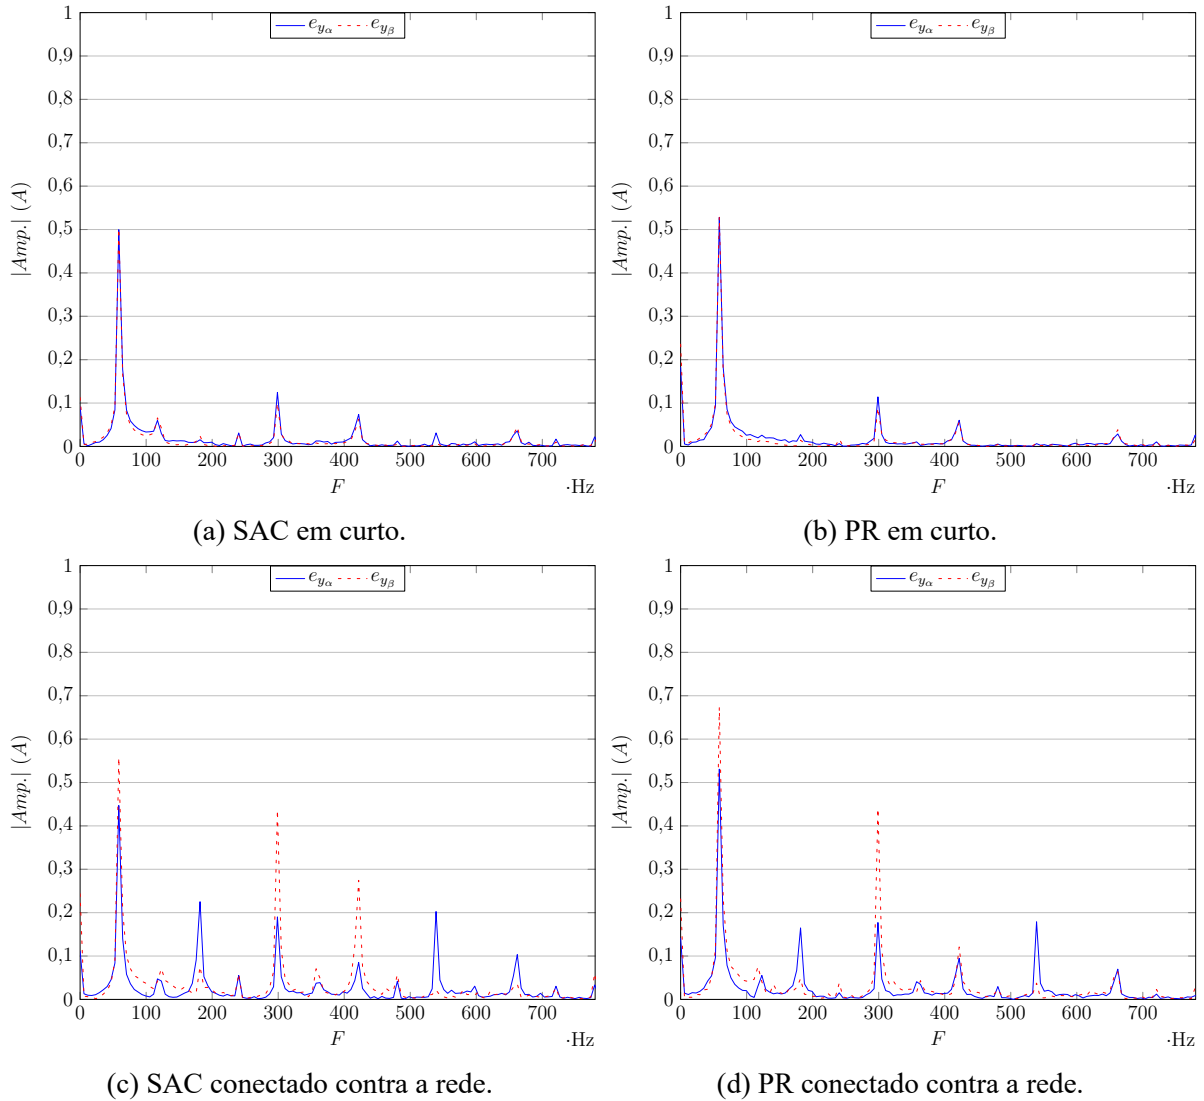 1
0,9
0,8
0,7
0,6
0,5
0,4
0,3
0,2
0,1
0
|Amp.| (A)
e_{y_α} e_{y_β}
0 100 200 300 400 500 600 700
F ·Hz
(a) SAC em curto.
1
0,9
0,8
0,7
0,6
0,5
0,4
0,3
0,2
0,1
0
|Amp.| (A)
e_{y_α} e_{y_β}
0 100 200 300 400 500 600 700
F ·Hz
(b) PR em curto.
1
0,9
0,8
0,7
0,6
0,5
0,4
0,3
0,2
0,1
0
|Amp.| (A)
e_{y_α} e_{y_β}
0 100 200 300 400 500 600 700
F ·Hz
(c) SAC conectado contra a rede.
1
0,9
0,8
0,7
0,6
0,5
0,4
0,3
0,2
0,1
0
|Amp.| (A)
e_{y_α} e_{y_β}
0 100 200 300 400 500 600 700
F ·Hz
(d) PR conectado contra a rede.